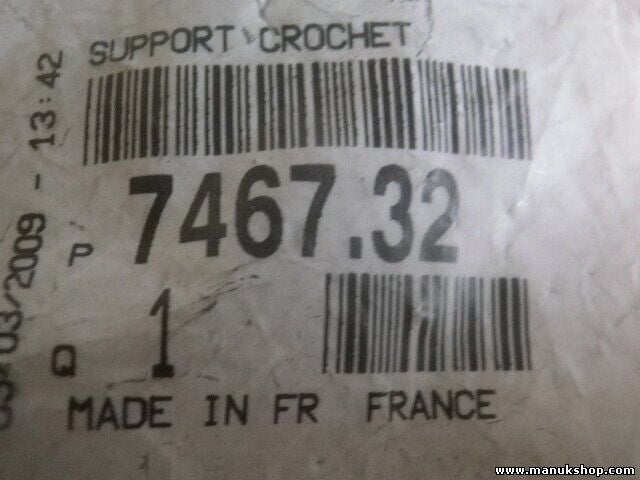 SUPPORT CROCHET
P 7467.32
Q 1
MADE IN FR FRANCE
03/2009 - 13:42
www.manukshop.com